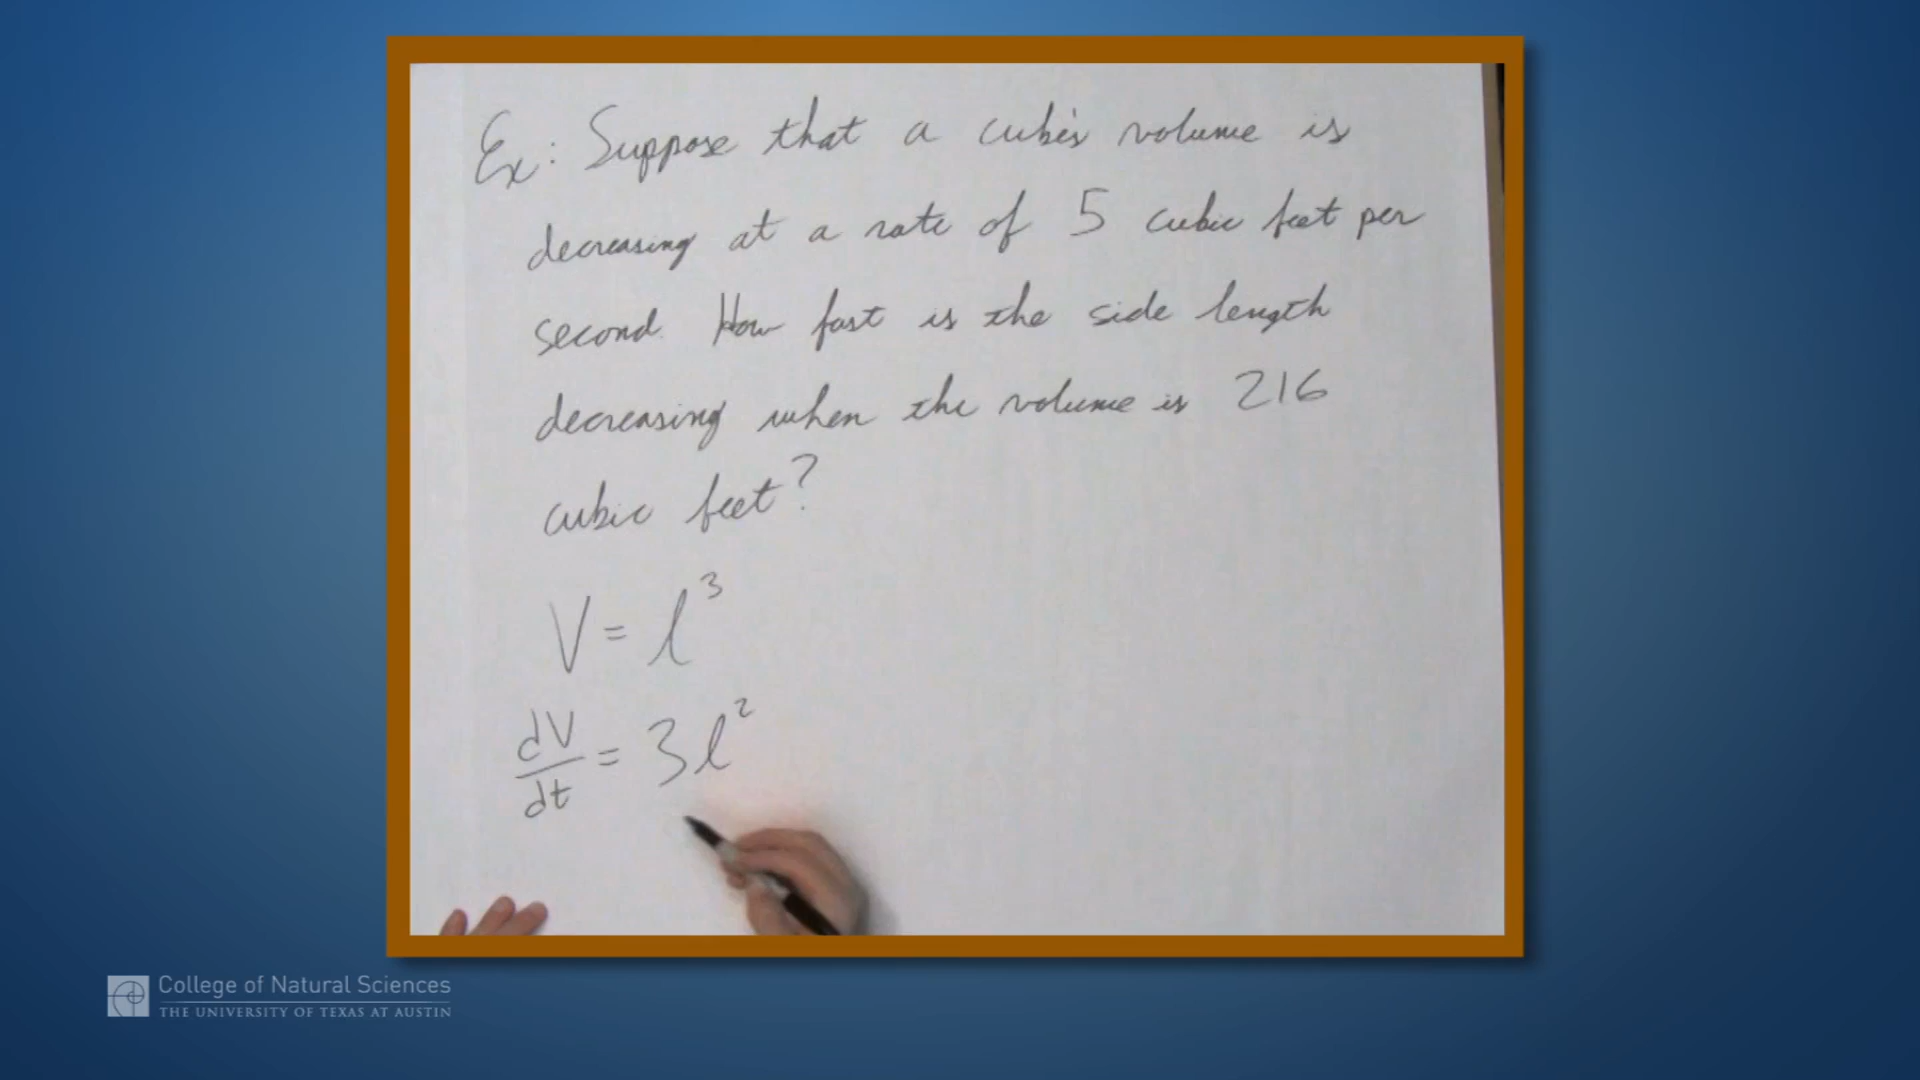 Ex: Suppose that a cube's volume is
decreasing at a rate of 5 cubic feet per
second. How fast is the side length
decreasing when the volume is 216
cubic feet?
V = l³
dV/dt = 3l²
College of Natural Sciences
THE UNIVERSITY OF TEXAS AT AUSTIN